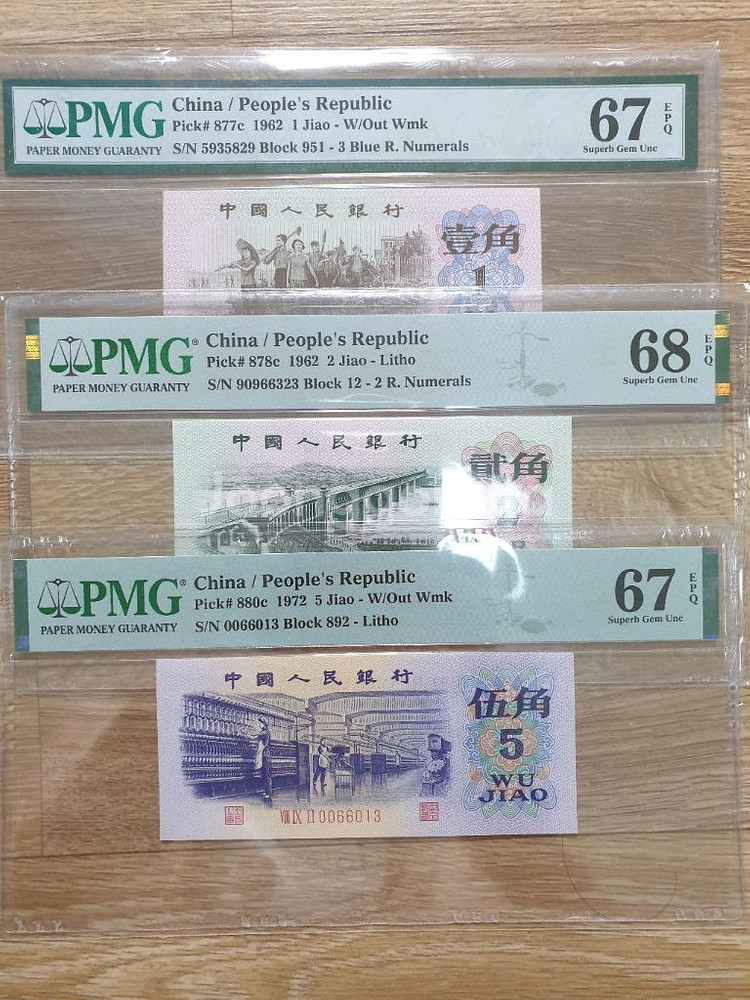 PMG
PAPER MONEY GUARANTY
China / People's Republic
Pick# 877c 1962 1 Jiao - W/Out Wmk
S/N 5935829 Block 951 - 3 Blue R. Numerals
67
EPQ
Superb Gem Unc
中國人民銀行
壹角
1
PMG®
PAPER MONEY GUARANTY
China / People's Republic
Pick# 878c 1962 2 Jiao - Litho
S/N 90966323 Block 12 - 2 R. Numerals
68
EPQ
Superb Gem Unc
中國人民銀行
貳角
PMG®
PAPER MONEY GUARANTY
China / People's Republic
Pick# 880c 1972 5 Jiao - W/Out Wmk
S/N 0066013 Block 892 - Litho
67
EPQ
Superb Gem Unc
中國人民銀行
伍角
5
WU
JIAO
VIII IX II 0066013